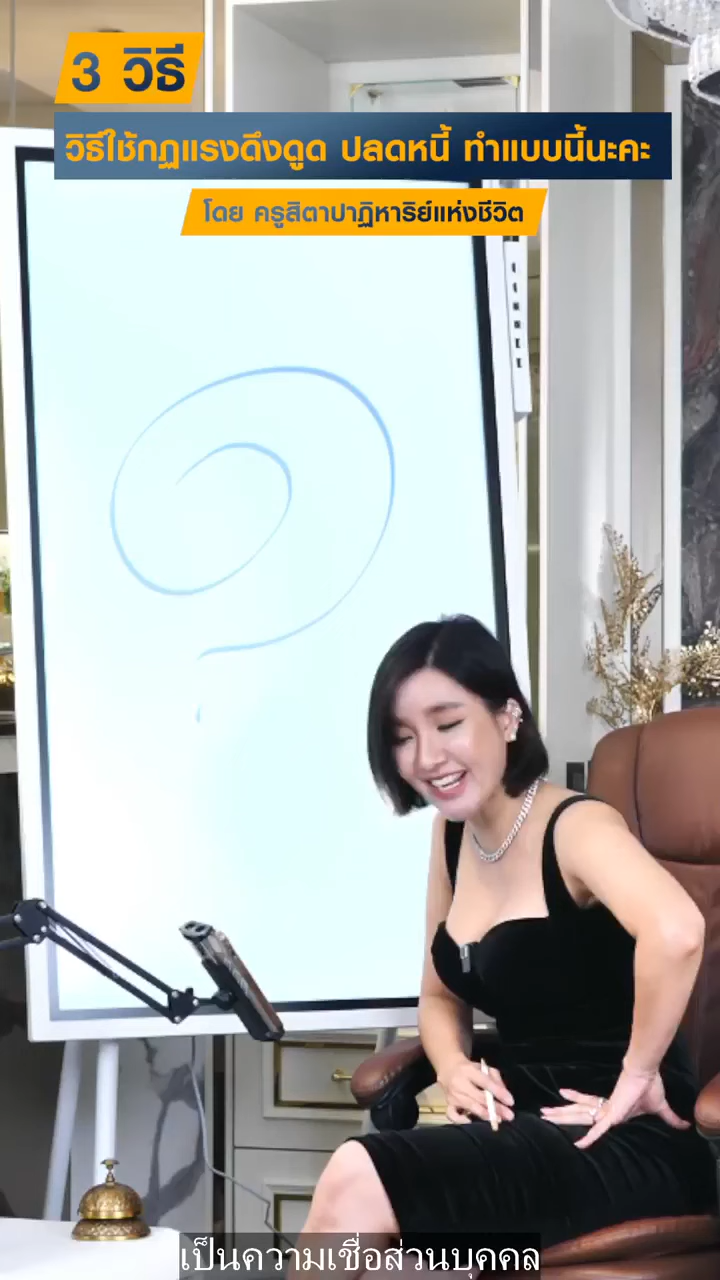 3 วิธี
วิธีใช้กฏแรงดึงดูด ปลดหนี้ ทำแบบนี้นะคะ
โดย ครูสิตาปาฏิหาริย์แห่งชีวิต
เป็นความเชื่อส่วนบุคคล